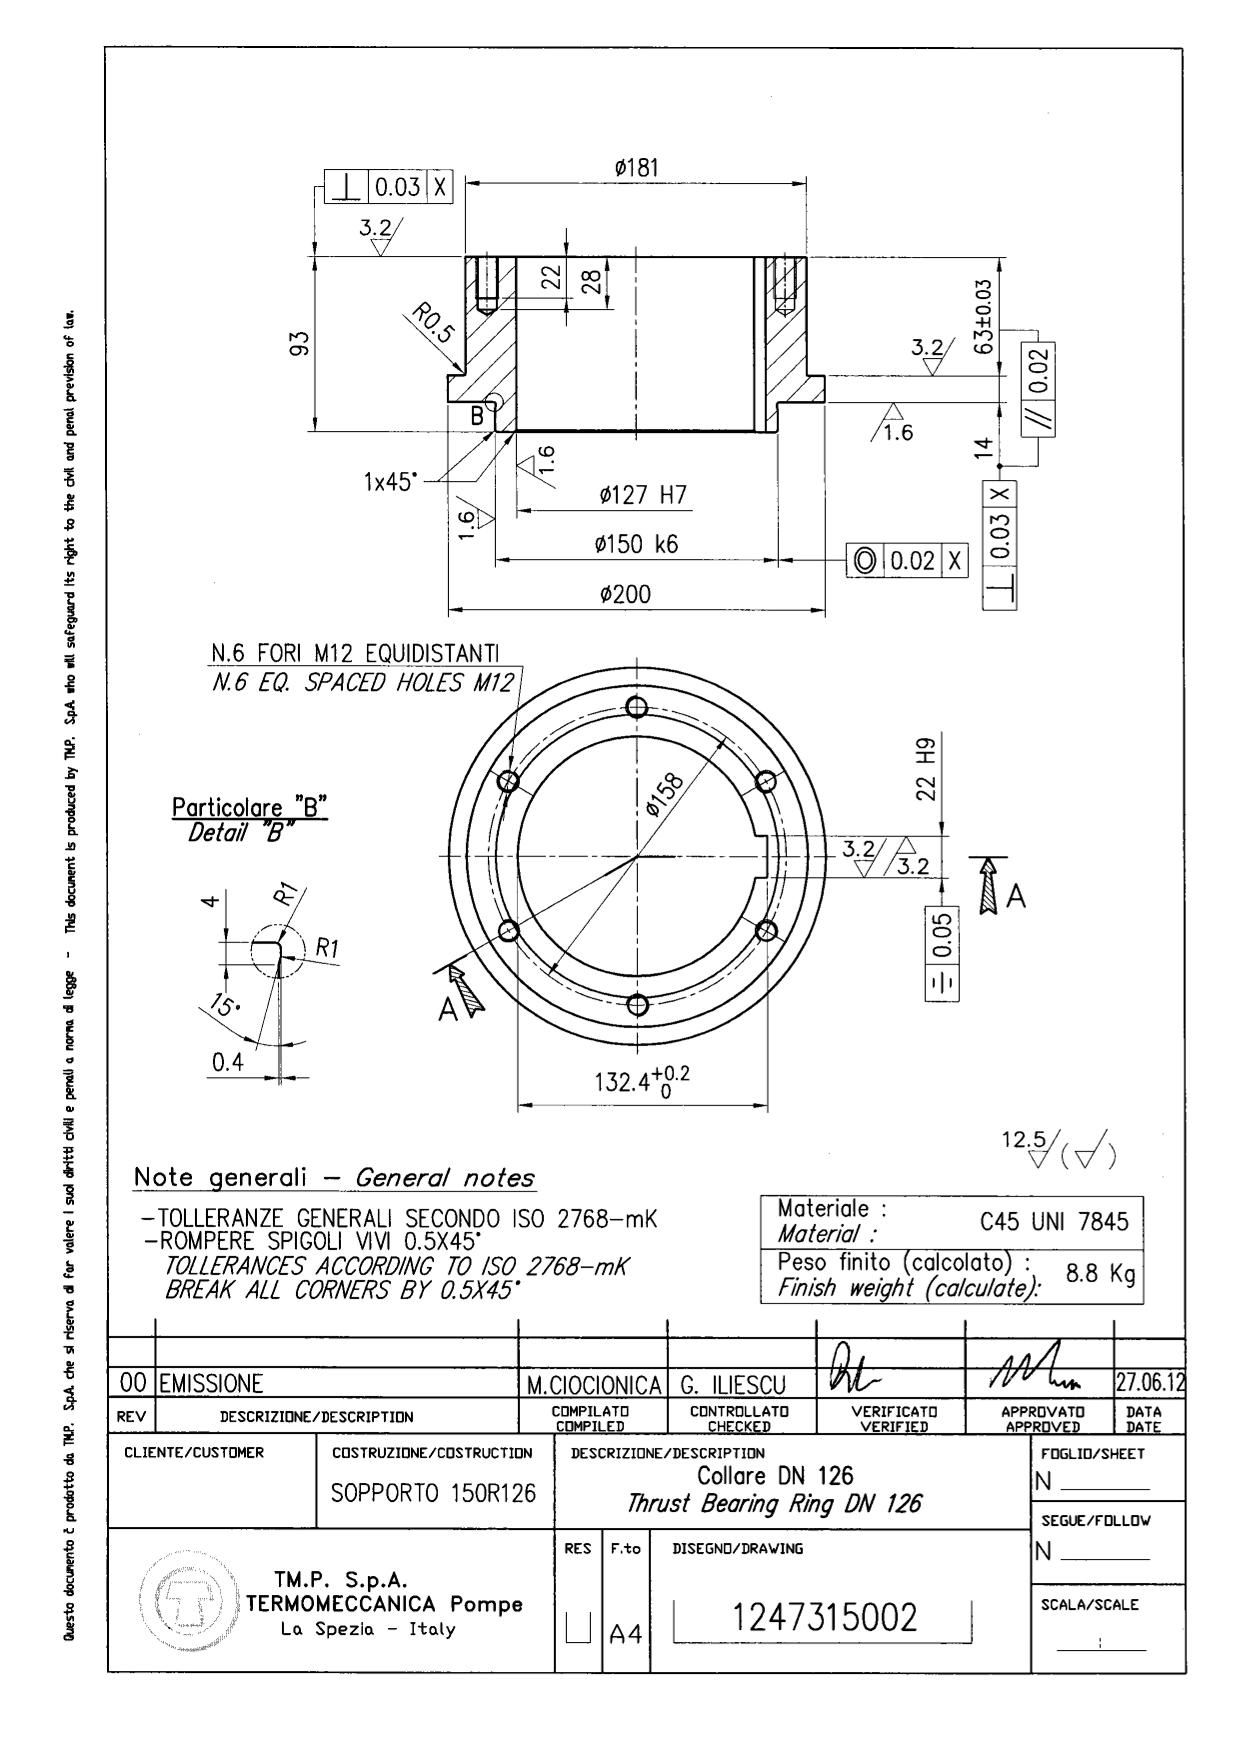 ø181
⊥ 0.03 X
3.2
22
28
R0.5
93
63±0.03
3.2
// 0.02
B
1.6
14
1x45°
1.6
1.6
ø127 H7
ø150 k6
◎ 0.02 X
⊥ 0.03 X
ø200
N.6 FORI M12 EQUIDISTANTI
N.6 EQ. SPACED HOLES M12
22 H9
ø158
Particolare "B"
Detail "B"
3.2 3.2
A
4
R1
R1
0.05
15°
A
0.4
132.4 +0.2 0
12.5
Note generali – General notes
–TOLLERANZE GENERALI SECONDO ISO 2768–mK
–ROMPERE SPIGOLI VIVI 0.5X45°
TOLLERANCES ACCORDING TO ISO 2768–mK
BREAK ALL CORNERS BY 0.5X45°
Materiale :
Material :
C45 UNI 7845
Peso finito (calcolato) :
Finish weight (calculate):
8.8 Kg
00 EMISSIONE M.CIOCIONICA G. ILIESCU 27.06.12
REV DESCRIZIONE/DESCRIPTION COMPILATO CONTROLLATO VERIFICATO APPROVATO DATA
COMPILED CHECKED VERIFIED APPROVED DATE
CLIENTE/CUSTOMER COSTRUZIONE/COSTRUCTION DESCRIZIONE/DESCRIPTION FOGLIO/SHEET
SOPPORTO 150R126
Collare DN 126
Thrust Bearing Ring DN 126
N
SEGUE/FOLLOW
N
TM.P. S.p.A.
TERMOMECCANICA Pompe
La Spezia – Italy
RES F.to DISEGNO/DRAWING
A4
1247315002
SCALA/SCALE
:
Questo documento è prodotto da TM.P. S.p.A. che si riserva di far valere i suoi diritti civili e penali a norma di legge – This document is produced by TM.P. S.p.A. who will safeguard its right to the civil and penal prevision of law.